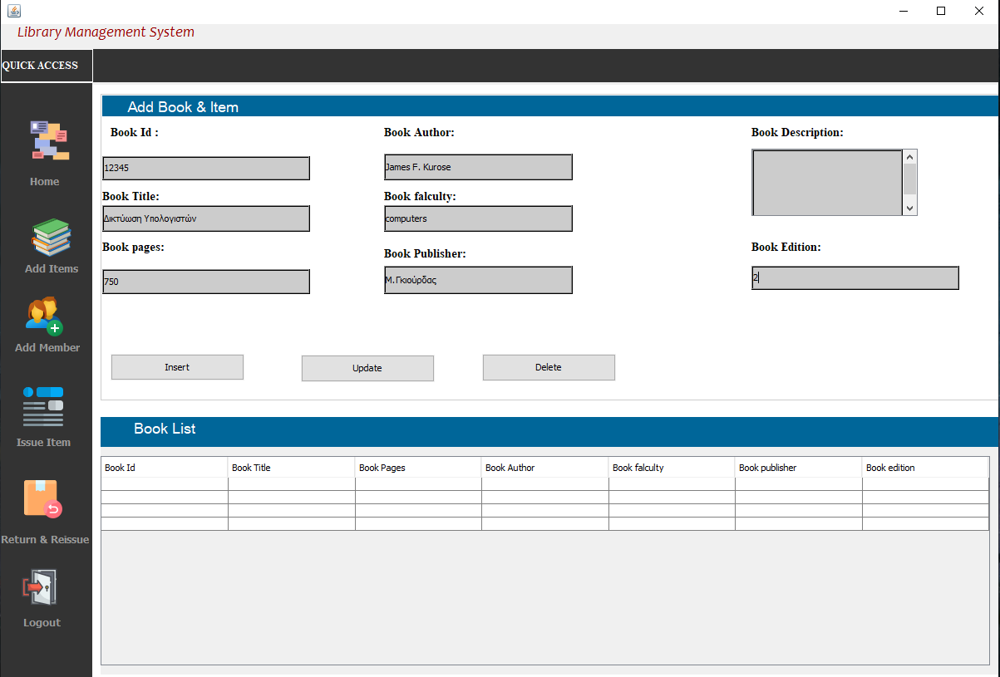 Library Management System
QUICK ACCESS
Home
Add Items
Add Member
Issue Item
Return & Reissue
Logout
Add Book & Item
Book Id :
12345
Book Title:
Δικτύωση Υπολογιστών
Book pages:
750
Book Author:
James F. Kurose
Book falculty:
computers
Book Publisher:
Μ.Γκιούρδας
Book Description:
Book Edition:
2
Insert Update Delete
Book List
Book Id Book Title Book Pages Book Author Book falculty Book publisher Book edition